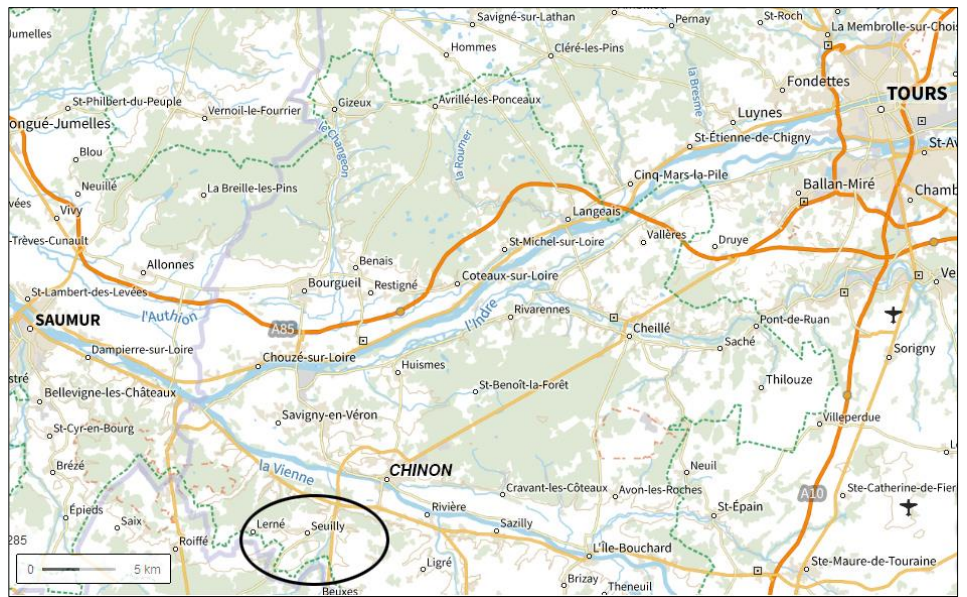 Savigné-sur-Lathan
Pernay
St-Roch
La Membrolle-sur-Chois
Jumelles
Hommes
Cléré-les-Pins
Fondettes
la Bresme
St-Philbert-du-Peuple
Vernoil-le-Fourrier
Gizeux
Avrillé-les-Ponceaux
TOURS
Luynes
ongué-Jumelles
le Changeon
la Roumer
St-Étienne-de-Chigny
St-Av
Blou
Neuillé
La Breille-les-Pins
Cinq-Mars-la-Pile
Ballan-Miré
Chamb
vées
Vivy
Langeais
-Trèves-Cunault
St-Michel-sur-Loire
Vallères
Druye
Allonnes
Benais
Bourgueil
Restigné
Coteaux-sur-Loire
Ve
St-Lambert-des-Levées
l'Authion
l'Indre
Rivarennes
SAUMUR
A85
Cheillé
Pont-de-Ruan
Dampierre-sur-Loire
Chouzé-sur-Loire
Saché
Sorigny
Huismes
stré
Bellevigne-les-Châteaux
St-Benoît-la-Forêt
Thilouze
Savigny-en-Véron
Villeperdue
St-Cyr-en-Bourg
Brézé
la Vienne
CHINON
Neuil
Cravant-les-Côteaux
Avon-les-Roches
A10
Ste-Catherine-de-Fier
Épieds
Saix
Lerné
Seuilly
Rivière
Sazilly
St-Épain
285
Roiffé
L'Île-Bouchard
Ligré
Ste-Maure-de-Touraine
0
5 km
Beuxes
Brizay
Theneuil